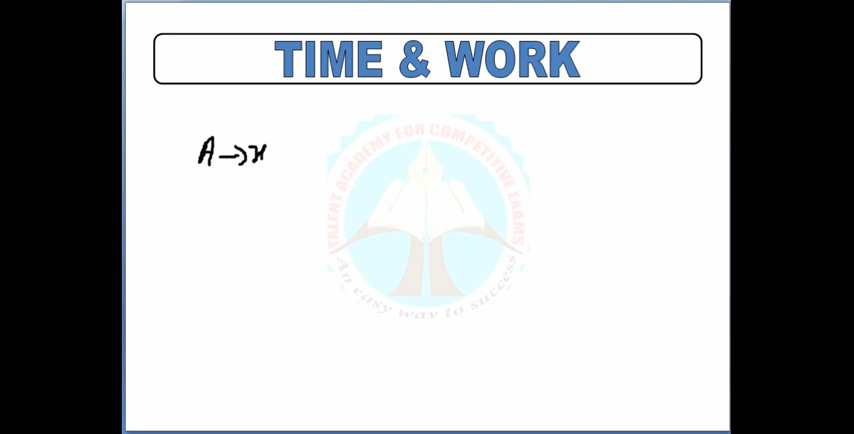 TIME & WORK
A → x
TALENT ACADEMY FOR COMPETITIVE EXAMS
An easy way to success